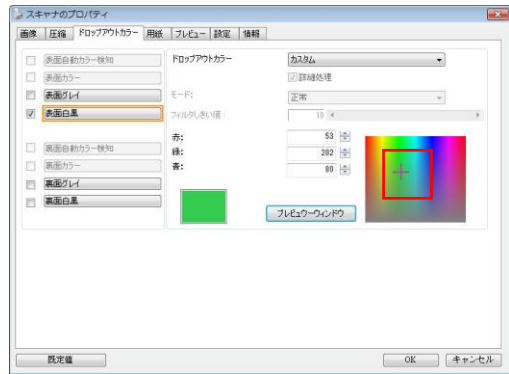 スキャナのプロパティ
画像 圧縮 ドロップアウトカラー 用紙 プレビュー 設定 情報
表面自動カラー検知
表面カラー
表面グレイ
表面白黒
裏面自動カラー検知
裏面カラー
裏面グレイ
裏面白黒
ドロップアウトカラー カスタム
詳細処理
モード: 正常
フィルタしきい値: 10
赤: 53
緑: 202
青: 80
プレビューウィンドウ
既定値 OK キャンセル